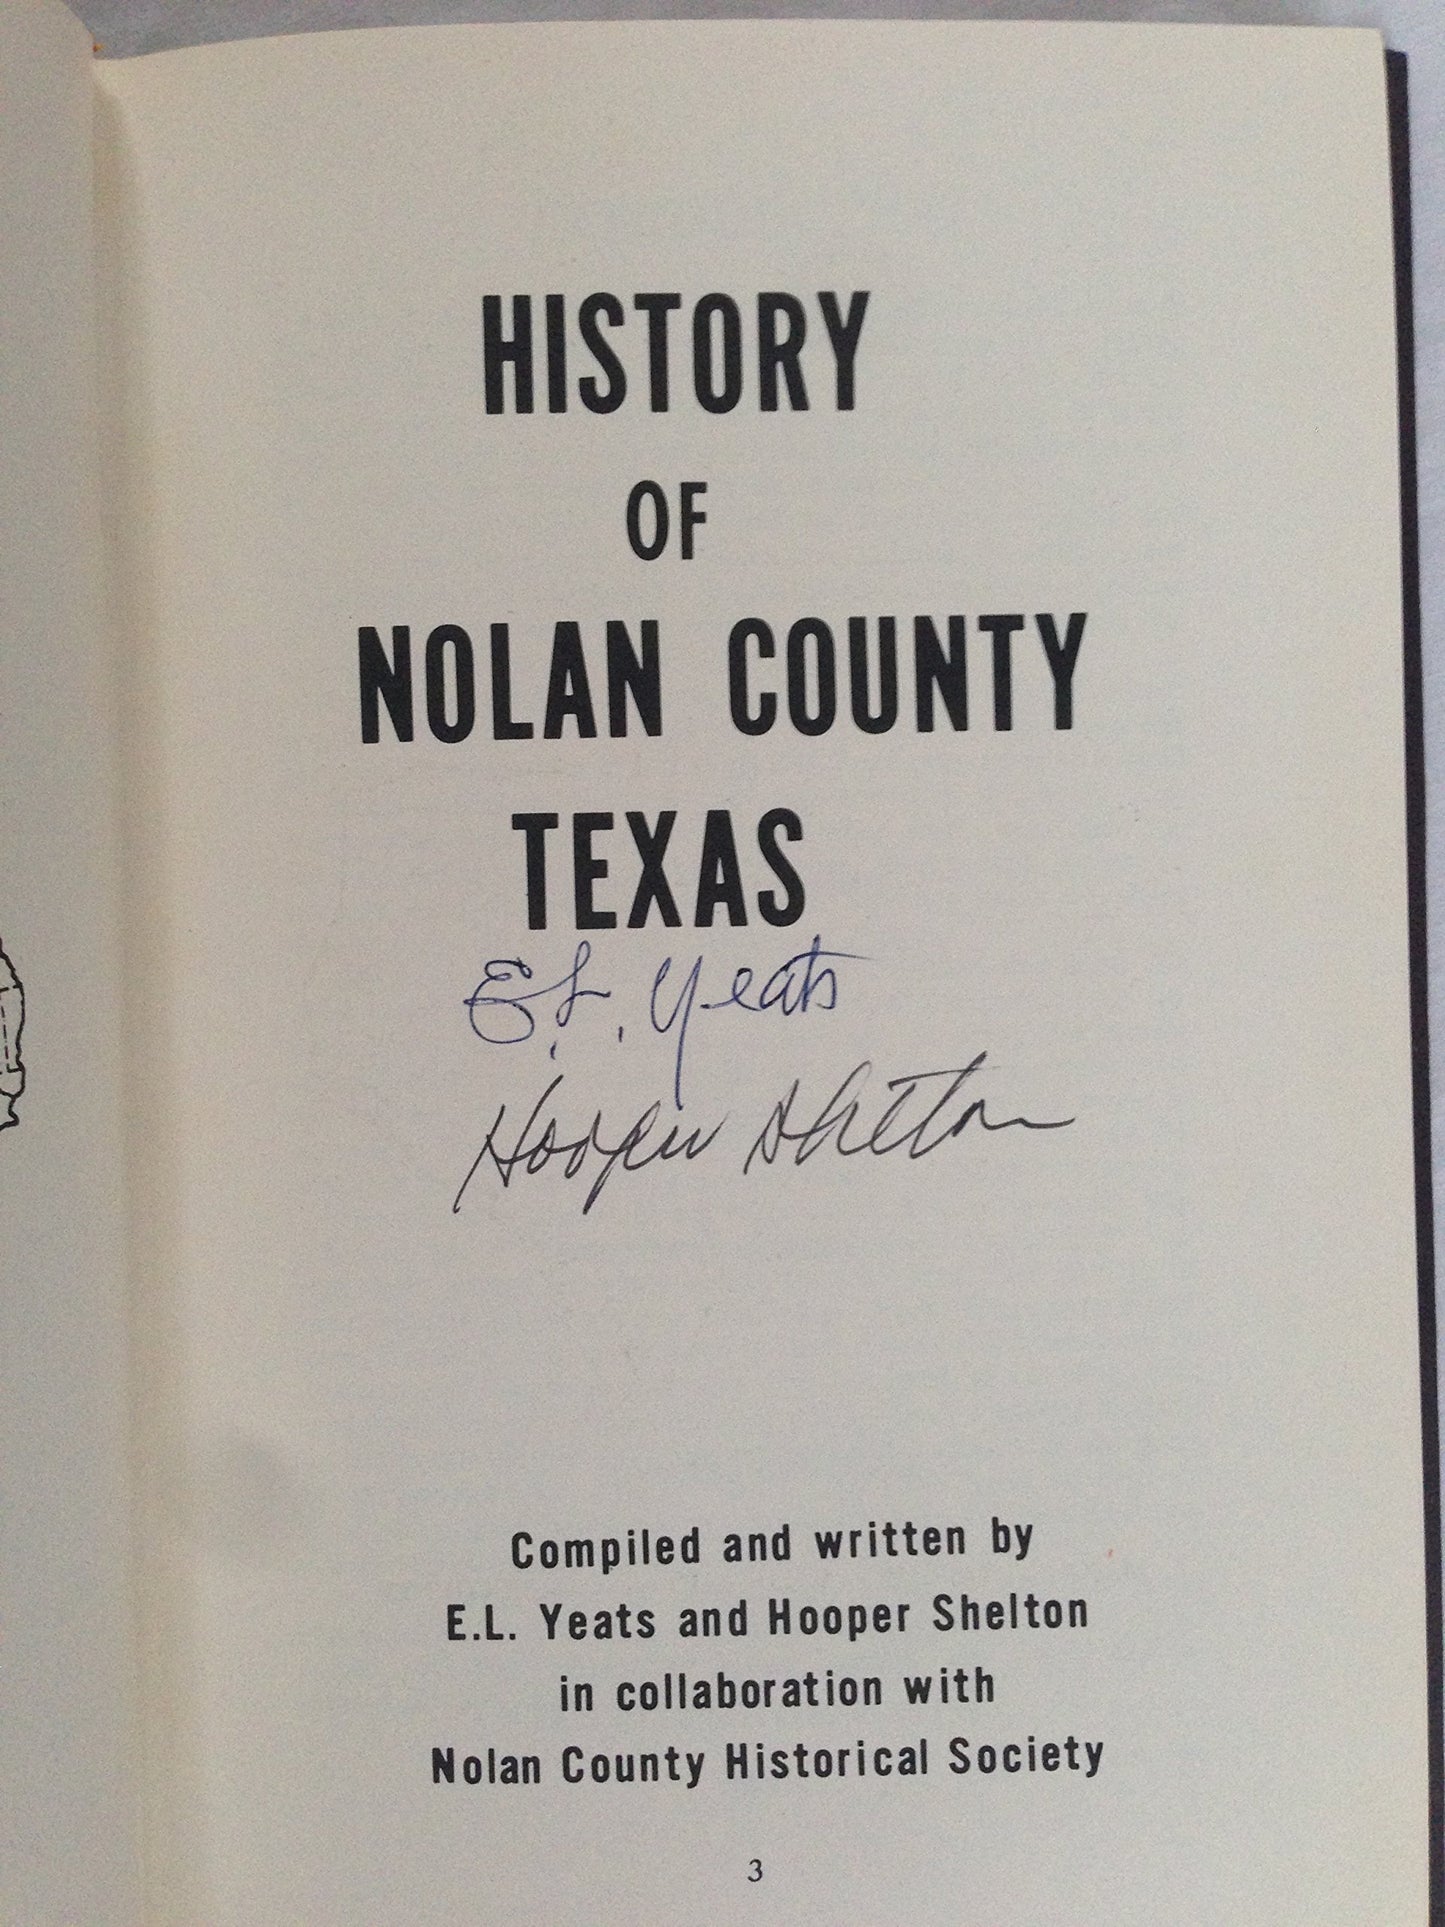 HISTORY
OF
NOLAN COUNTY
TEXAS
E.L. Yeats
Hooper Shelton
Compiled and written by
E.L. Yeats and Hooper Shelton
in collaboration with
Nolan County Historical Society
3